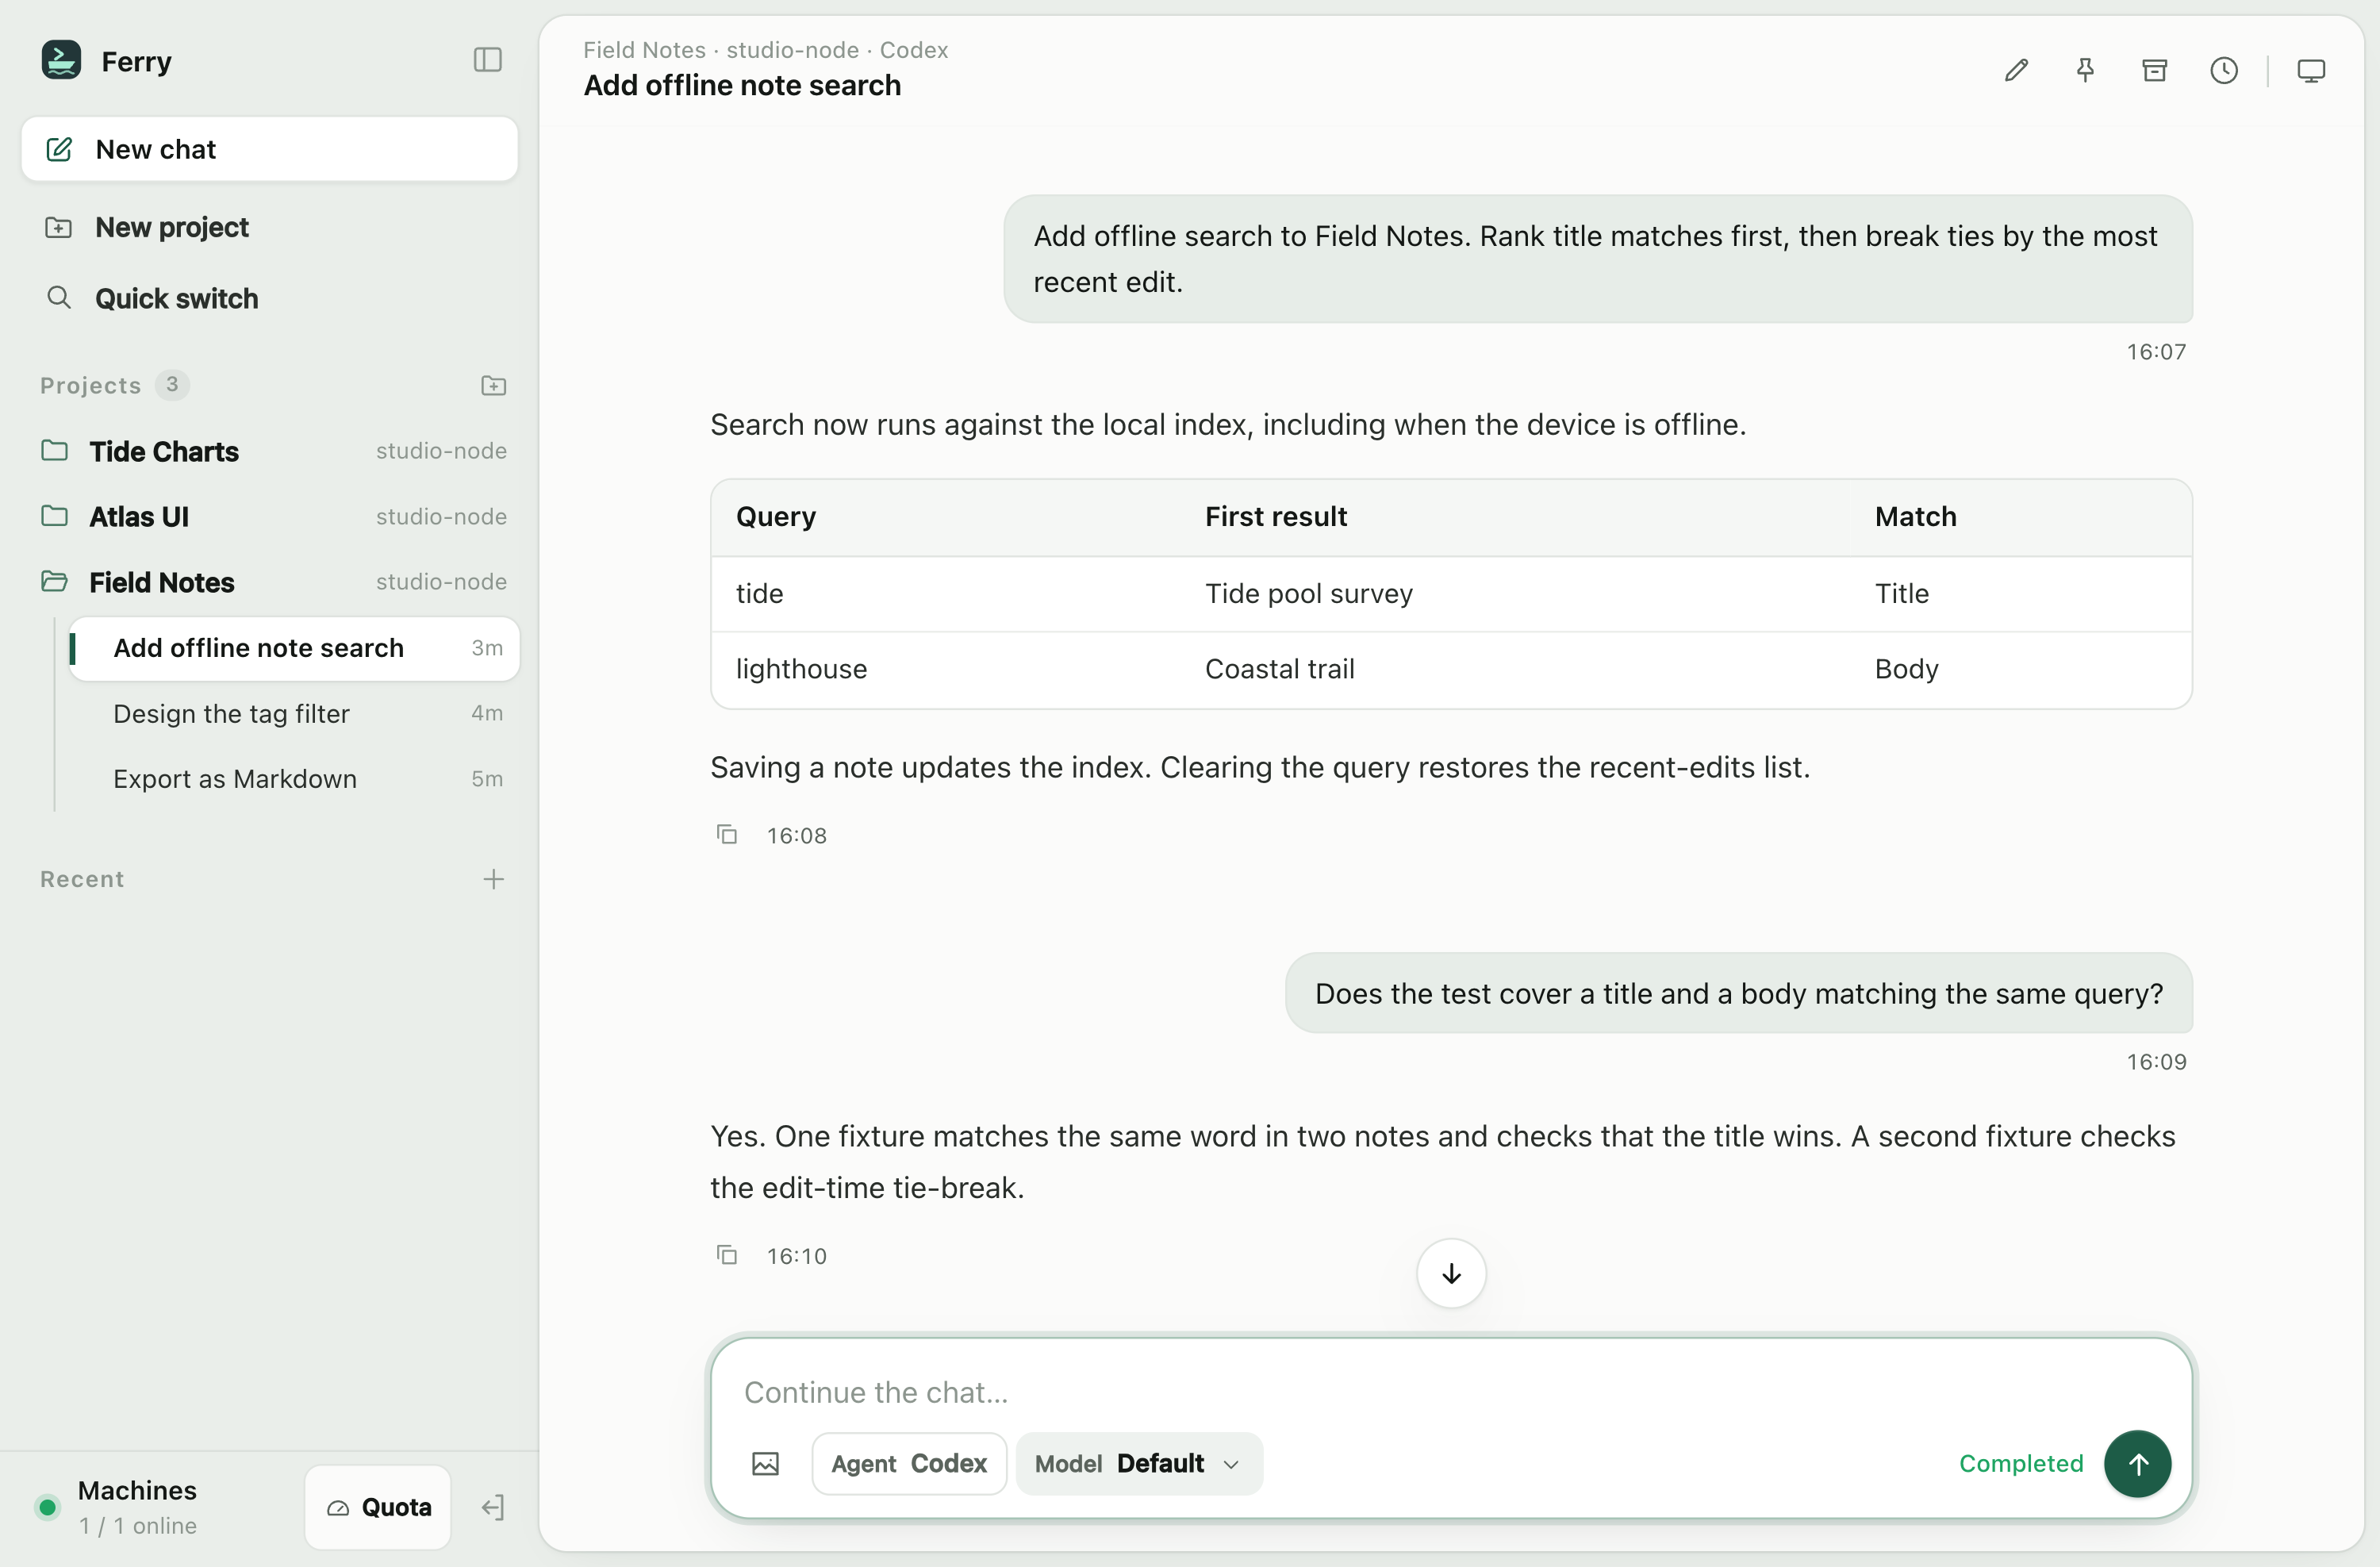 Ferry
New chat
New project
Quick switch
Projects 3
Tide Charts studio-node
Atlas UI studio-node
Field Notes studio-node
Add offline note search 3m
Design the tag filter 4m
Export as Markdown 5m
Recent
Machines
1 / 1 online
Quota
Field Notes · studio-node · Codex
Add offline note search
Add offline search to Field Notes. Rank title matches first, then break ties by the most
recent edit.
16:07
Search now runs against the local index, including when the device is offline.
Query First result Match
tide Tide pool survey Title
lighthouse Coastal trail Body
Saving a note updates the index. Clearing the query restores the recent-edits list.
16:08
Does the test cover a title and a body matching the same query?
16:09
Yes. One fixture matches the same word in two notes and checks that the title wins. A second fixture checks
the edit-time tie-break.
16:10
Continue the chat...
Agent Codex Model Default Completed